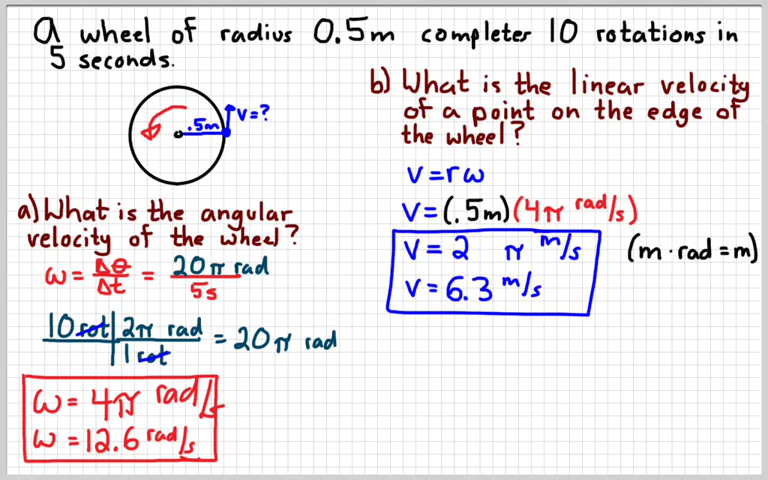 A wheel of radius 0.5m completer 10 rotations in
5 seconds.
.5m
V=?
a) What is the angular
velocity of the wheel?
ω = Δθ/Δt = 20π rad/5s
10 rot | 2π rad / 1 rot = 20π rad
ω = 4π rad/s
ω = 12.6 rad/s
b) What is the linear velocity
of a point on the edge of
the wheel?
V = rω
V = (.5m)(4π rad/s)
V = 2 π m/s
(m · rad = m)
V = 6.3 m/s